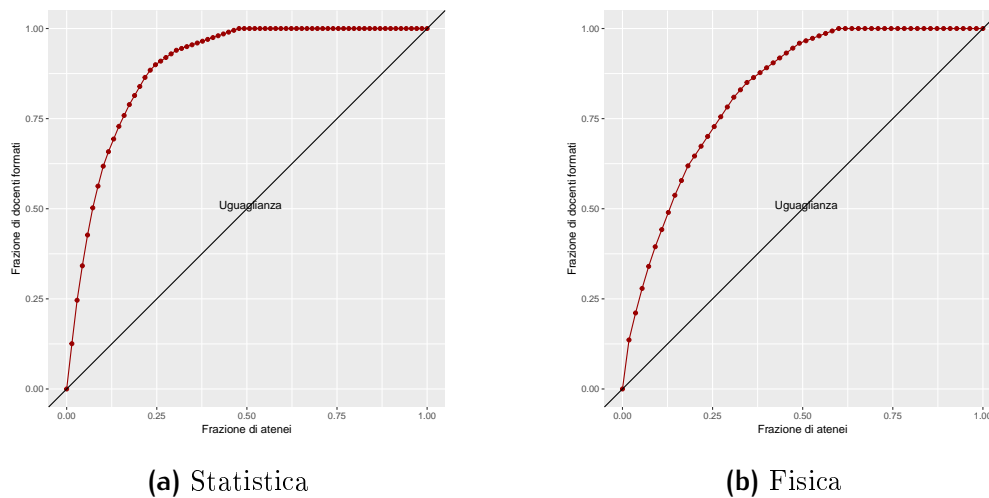 1.00
0.75
0.50
0.25
0.00
Frazione di docenti formati
Uguaglianza
0.00 0.25 0.50 0.75 1.00
Frazione di atenei
(a) Statistica
1.00
0.75
0.50
0.25
0.00
Frazione di docenti formati
Uguaglianza
0.00 0.25 0.50 0.75 1.00
Frazione di atenei
(b) Fisica